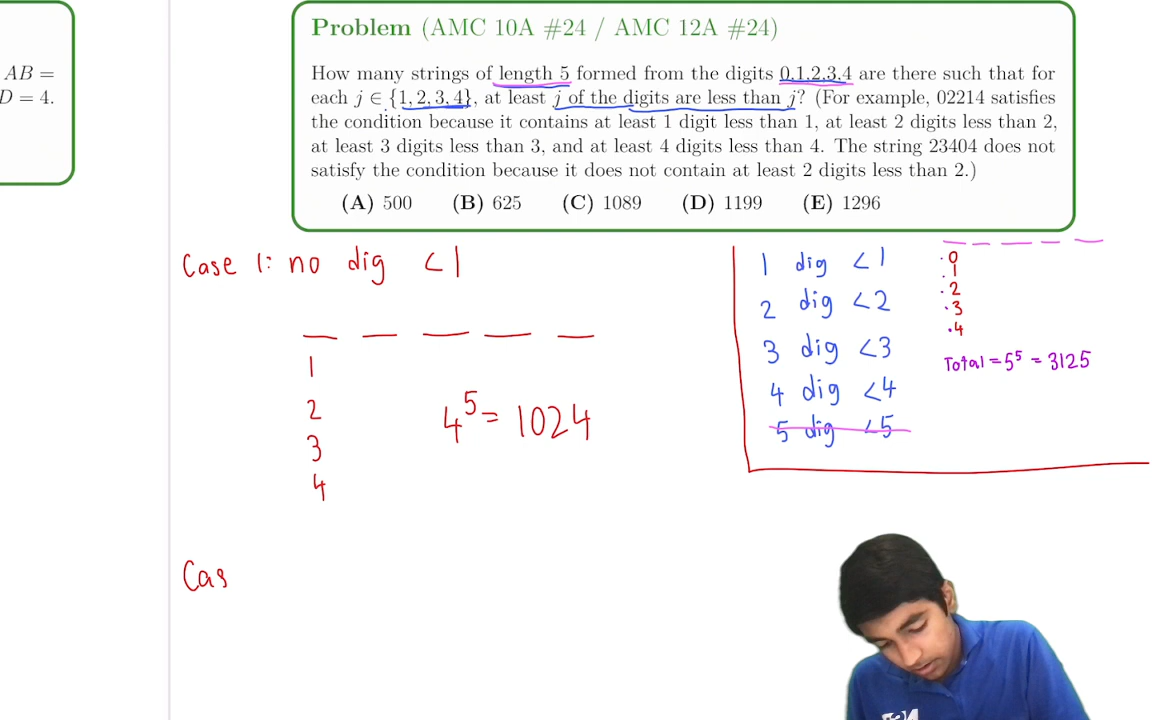 AB =
D = 4.
Problem (AMC 10A #24 / AMC 12A #24)
How many strings of length 5 formed from the digits 0,1,2,3,4 are there such that for
each j ∈ {1, 2, 3, 4}, at least j of the digits are less than j? (For example, 02214 satisfies
the condition because it contains at least 1 digit less than 1, at least 2 digits less than 2,
at least 3 digits less than 3, and at least 4 digits less than 4. The string 23404 does not
satisfy the condition because it does not contain at least 2 digits less than 2.)
(A) 500 (B) 625 (C) 1089 (D) 1199 (E) 1296
Case 1: no dig <1
1
2
3
4
4⁵ = 1024
Cas
1 dig <1
2 dig <2
3 dig <3
4 dig <4
5 dig <5
.0
.1
.2
.3
.4
Total = 5⁵ = 3125